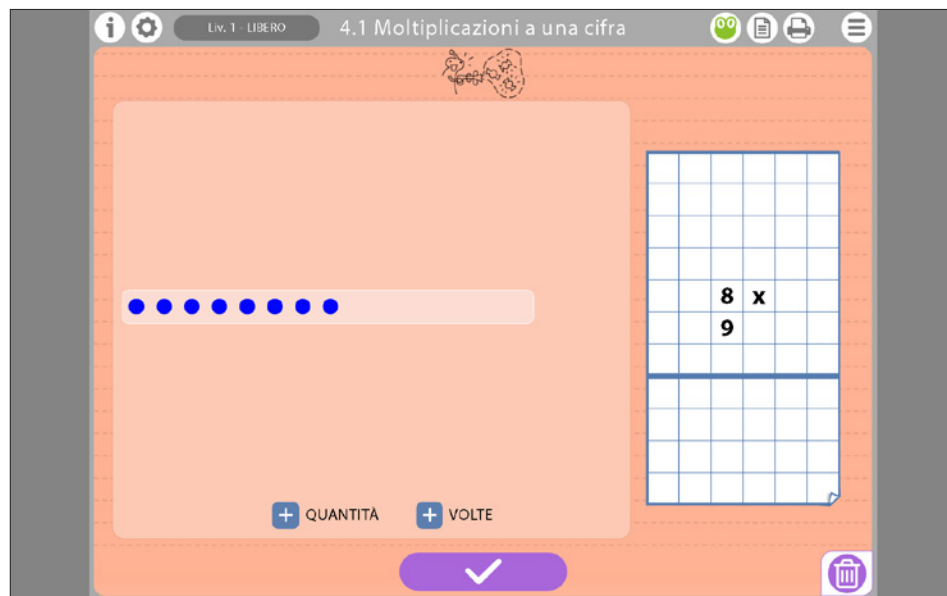 Liv. 1 - LIBERO
4.1 Moltiplicazioni a una cifra
8 x
9
+ QUANTITÀ
+ VOLTE